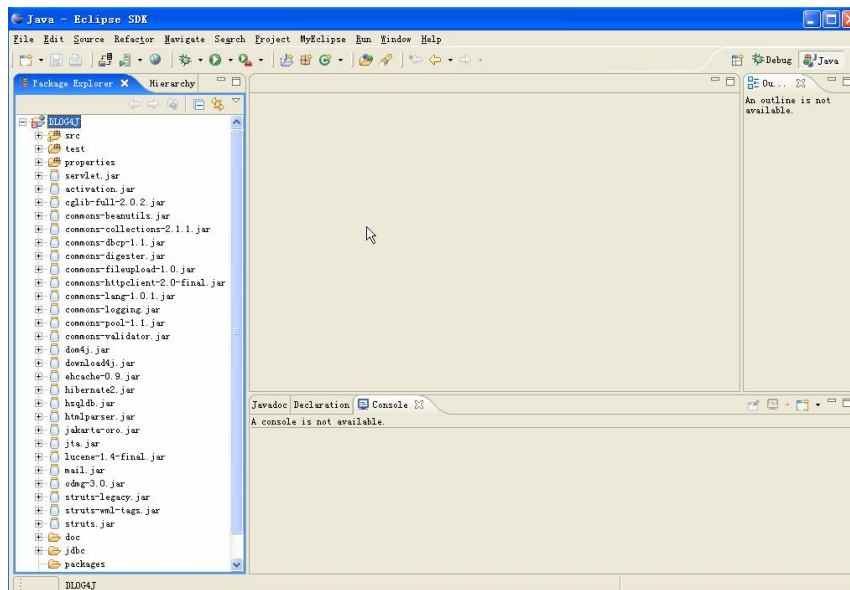 Java - Eclipse SDK
File Edit Source Refactor Navigate Search Project MyEclipse Run Window Help
Debug Java
Package Explorer Hierarchy
Ou...
An outline is not
available.
DLOG4J
src
test
properties
servlet.jar
activation.jar
cglib-full-2.0.2.jar
commons-beanutils.jar
commons-collections-2.1.1.jar
commons-dbcp-1.1.jar
commons-digester.jar
commons-fileupload-1.0.jar
commons-httpclient-2.0-final.jar
commons-lang-1.0.1.jar
commons-logging.jar
commons-pool-1.1.jar
commons-validator.jar
dom4j.jar
download4j.jar
ehcache-0.9.jar
hibernate2.jar
hsqldb.jar
htmlparser.jar
jakarta-oro.jar
jta.jar
lucene-1.4-final.jar
mail.jar
odmg-3.0.jar
struts-legacy.jar
struts-wml-tags.jar
struts.jar
doc
jdbc
packages
Javadoc Declaration Console
A console is not available.
DLOG4J